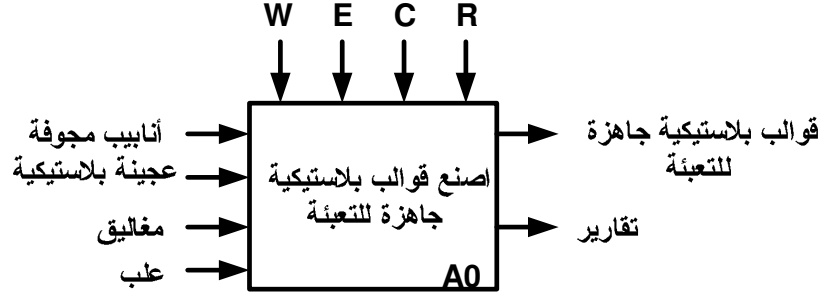 W E C R
أنابيب مجوفة
عجينة بلاستيكية
مغاليق
علب
اصنع قوالب بلاستيكية
جاهزة للتعبئة
A0
قوالب بلاستيكية جاهزة
للتعبئة
تقارير